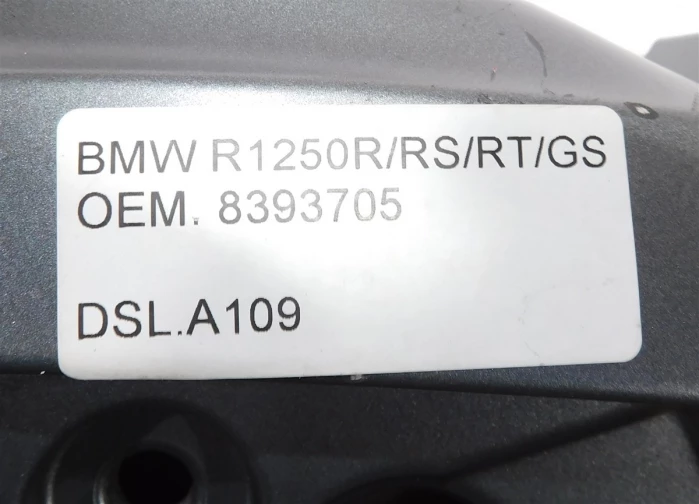 BMW R1250R/RS/RT/GS
OEM. 8393705
DSL.A109